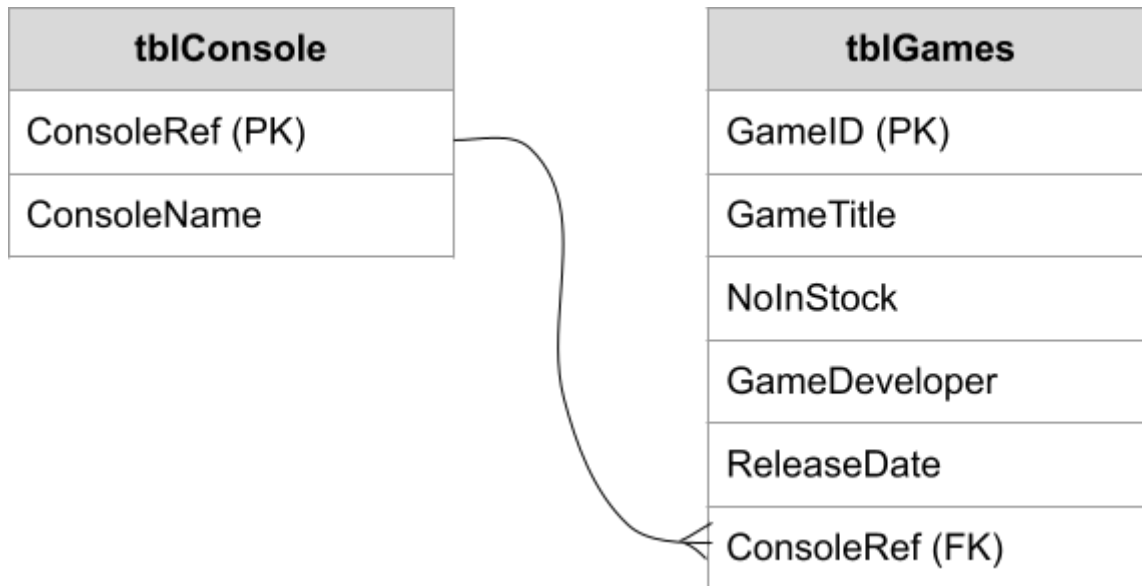 tblConsole
ConsoleRef (PK)
ConsoleName
tblGames
GameID (PK)
GameTitle
NoInStock
GameDeveloper
ReleaseDate
ConsoleRef (FK)